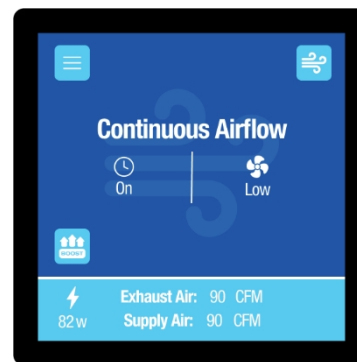 Continuous Airflow
On
Low
BOOST
82 w
Exhaust Air: 90 CFM
Supply Air: 90 CFM